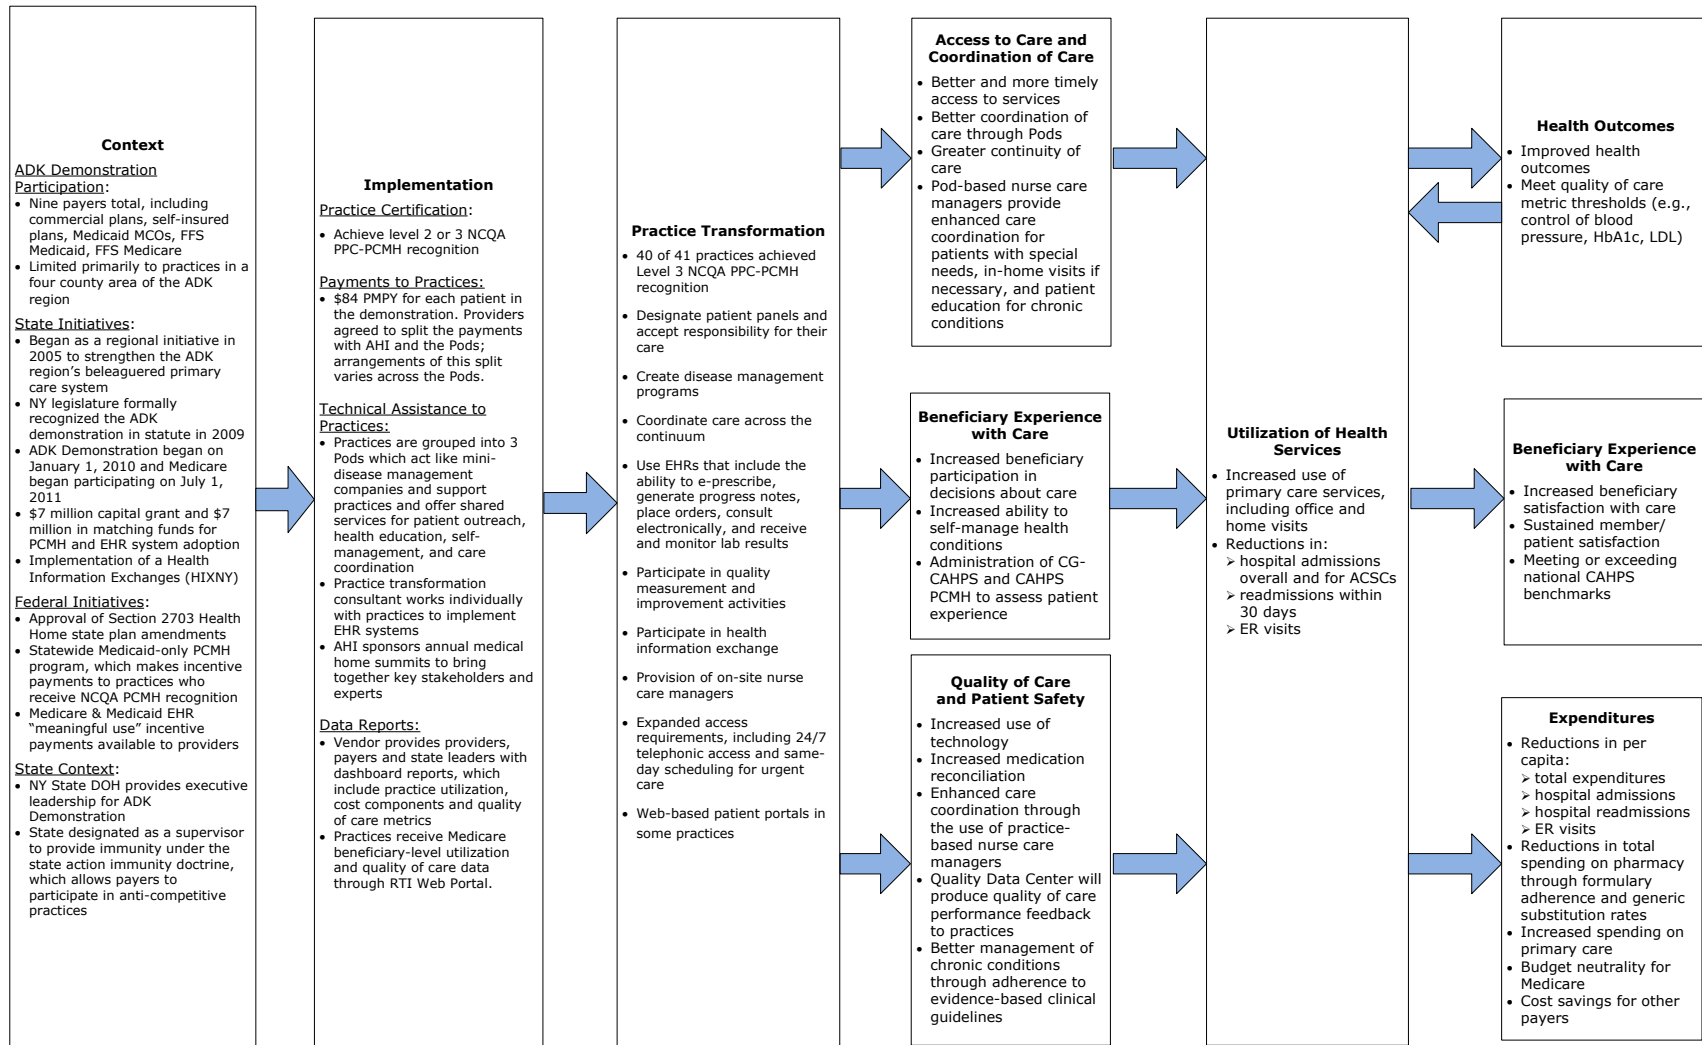 Context
ADK Demonstration
Participation:
• Nine payers total, including
commercial plans, self-insured
plans, Medicaid MCOs, FFS
Medicaid, FFS Medicare
• Limited primarily to practices in a
four county area of the ADK
region
State Initiatives:
• Began as a regional initiative in
2005 to strengthen the ADK
region's beleaguered primary
care system
• NY legislature formally
recognized the ADK
demonstration in statute in 2009
• ADK Demonstration began on
January 1, 2010 and Medicare
began participating on July 1,
2011
• $7 million capital grant and $7
million in matching funds for
PCMH and EHR system adoption
• Implementation of a Health
Information Exchanges (HIXNY)
Federal Initiatives:
• Approval of Section 2703 Health
Home state plan amendments
• Statewide Medicaid-only PCMH
program, which makes incentive
payments to practices who
receive NCQA PCMH recognition
• Medicare & Medicaid EHR
"meaningful use" incentive
payments available to providers
State Context:
• NY State DOH provides executive
leadership for ADK
Demonstration
• State designated as a supervisor
to provide immunity under the
state action immunity doctrine,
which allows payers to
participate in anti-competitive
practices
Implementation
Practice Certification:
• Achieve level 2 or 3 NCQA
PPC-PCMH recognition
Payments to Practices:
• $84 PMPY for each patient in
the demonstration. Providers
agreed to split the payments
with AHI and the Pods;
arrangements of this split
varies across the Pods.
Technical Assistance to
Practices:
• Practices are grouped into 3
Pods which act like mini-
disease management
companies and support
practices and offer shared
services for patient outreach,
health education, self-
management, and care
coordination
• Practice transformation
consultant works individually
with practices to implement
EHR systems
• AHI sponsors annual medical
home summits to bring
together key stakeholders and
experts
Data Reports:
• Vendor provides providers,
payers and state leaders with
dashboard reports, which
include practice utilization,
cost components and quality
of care metrics
• Practices receive Medicare
beneficiary-level utilization
and quality of care data
through RTI Web Portal.
Practice Transformation
• 40 of 41 practices achieved
Level 3 NCQA PPC-PCMH
recognition
• Designate patient panels and
accept responsibility for their
care
• Create disease management
programs
• Coordinate care across the
continuum
• Use EHRs that include the
ability to e-prescribe,
generate progress notes,
place orders, consult
electronically, and receive
and monitor lab results
• Participate in quality
measurement and
improvement activities
• Participate in health
information exchange
• Provision of on-site nurse
care managers
• Expanded access
requirements, including 24/7
telephonic access and same-
day scheduling for urgent
care
• Web-based patient portals in
some practices
Access to Care and
Coordination of Care
• Better and more timely
access to services
• Better coordination of
care through Pods
• Greater continuity of
care
• Pod-based nurse care
managers provide
enhanced care
coordination for
patients with special
needs, in-home visits if
necessary, and patient
education for chronic
conditions
Beneficiary Experience
with Care
• Increased beneficiary
participation in
decisions about care
• Increased ability to
self-manage health
conditions
• Administration of CG-
CAHPS and CAHPS
PCMH to assess patient
experience
Quality of Care
and Patient Safety
• Increased use of
technology
• Increased medication
reconciliation
• Enhanced care
coordination through
the use of practice-
based nurse care
managers
• Quality Data Center will
produce quality of care
performance feedback
to practices
• Better management of
chronic conditions
through adherence to
evidence-based clinical
guidelines
Utilization of Health
Services
• Increased use of
primary care services,
including office and
home visits
• Reductions in:
➢ hospital admissions
overall and for ACSCs
➢ readmissions within
30 days
➢ ER visits
Health Outcomes
• Improved health
outcomes
• Meet quality of care
metric thresholds (e.g.,
control of blood
pressure, HbA1c, LDL)
Beneficiary Experience
with Care
• Increased beneficiary
satisfaction with care
• Sustained member/
patient satisfaction
• Meeting or exceeding
national CAHPS
benchmarks
Expenditures
• Reductions in per
capita:
➢ total expenditures
➢ hospital admissions
➢ hospital readmissions
➢ ER visits
• Reductions in total
spending on pharmacy
through formulary
adherence and generic
substitution rates
• Increased spending on
primary care
• Budget neutrality for
Medicare
• Cost savings for other
payers